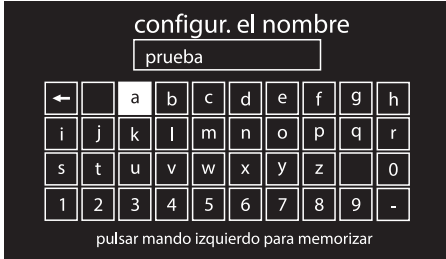 configur. el nombre
prueba
← a b c d e f g h
i j k l m n o p q r
s t u v w x y z 0
1 2 3 4 5 6 7 8 9 -
pulsar mando izquierdo para memorizar